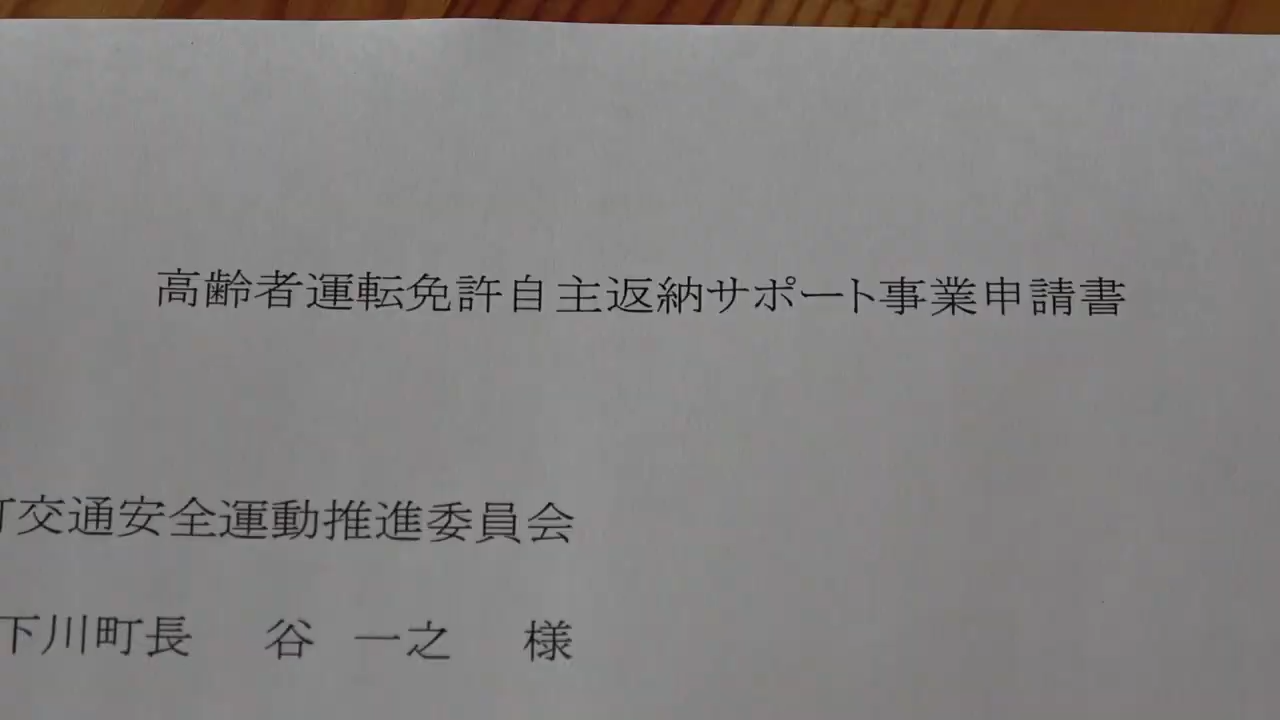 高齢者運転免許自主返納サポート事業申請書
町交通安全運動推進委員会
下川町長 谷 一之 様